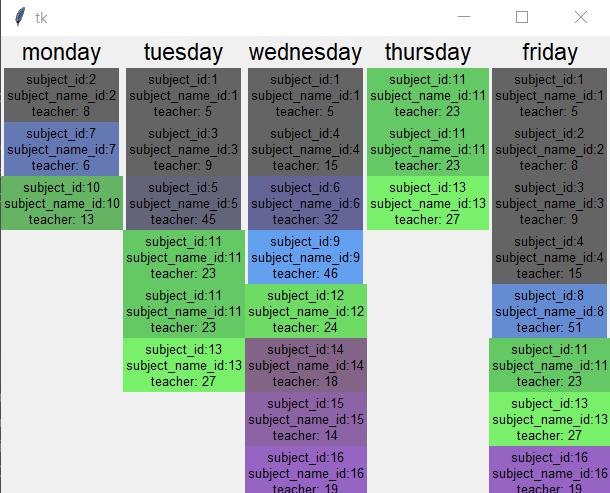 tk
monday
subject_id:2
subject_name_id:2
teacher: 8
subject_id:7
subject_name_id:7
teacher: 6
subject_id:10
subject_name_id:10
teacher: 13
tuesday
subject_id:1
subject_name_id:1
teacher: 5
subject_id:3
subject_name_id:3
teacher: 9
subject_id:5
subject_name_id:5
teacher: 45
subject_id:11
subject_name_id:11
teacher: 23
subject_id:11
subject_name_id:11
teacher: 23
subject_id:13
subject_name_id:13
teacher: 27
wednesday
subject_id:1
subject_name_id:1
teacher: 5
subject_id:4
subject_name_id:4
teacher: 15
subject_id:6
subject_name_id:6
teacher: 32
subject_id:9
subject_name_id:9
teacher: 46
subject_id:12
subject_name_id:12
teacher: 24
subject_id:14
subject_name_id:14
teacher: 18
subject_id:15
subject_name_id:15
teacher: 14
subject_id:16
subject_name_id:16
teacher: 19
thursday
subject_id:11
subject_name_id:11
teacher: 23
subject_id:11
subject_name_id:11
teacher: 23
subject_id:13
subject_name_id:13
teacher: 27
friday
subject_id:1
subject_name_id:1
teacher: 5
subject_id:2
subject_name_id:2
teacher: 8
subject_id:3
subject_name_id:3
teacher: 9
subject_id:4
subject_name_id:4
teacher: 15
subject_id:8
subject_name_id:8
teacher: 51
subject_id:11
subject_name_id:11
teacher: 23
subject_id:13
subject_name_id:13
teacher: 27
subject_id:16
subject_name_id:16
teacher: 19